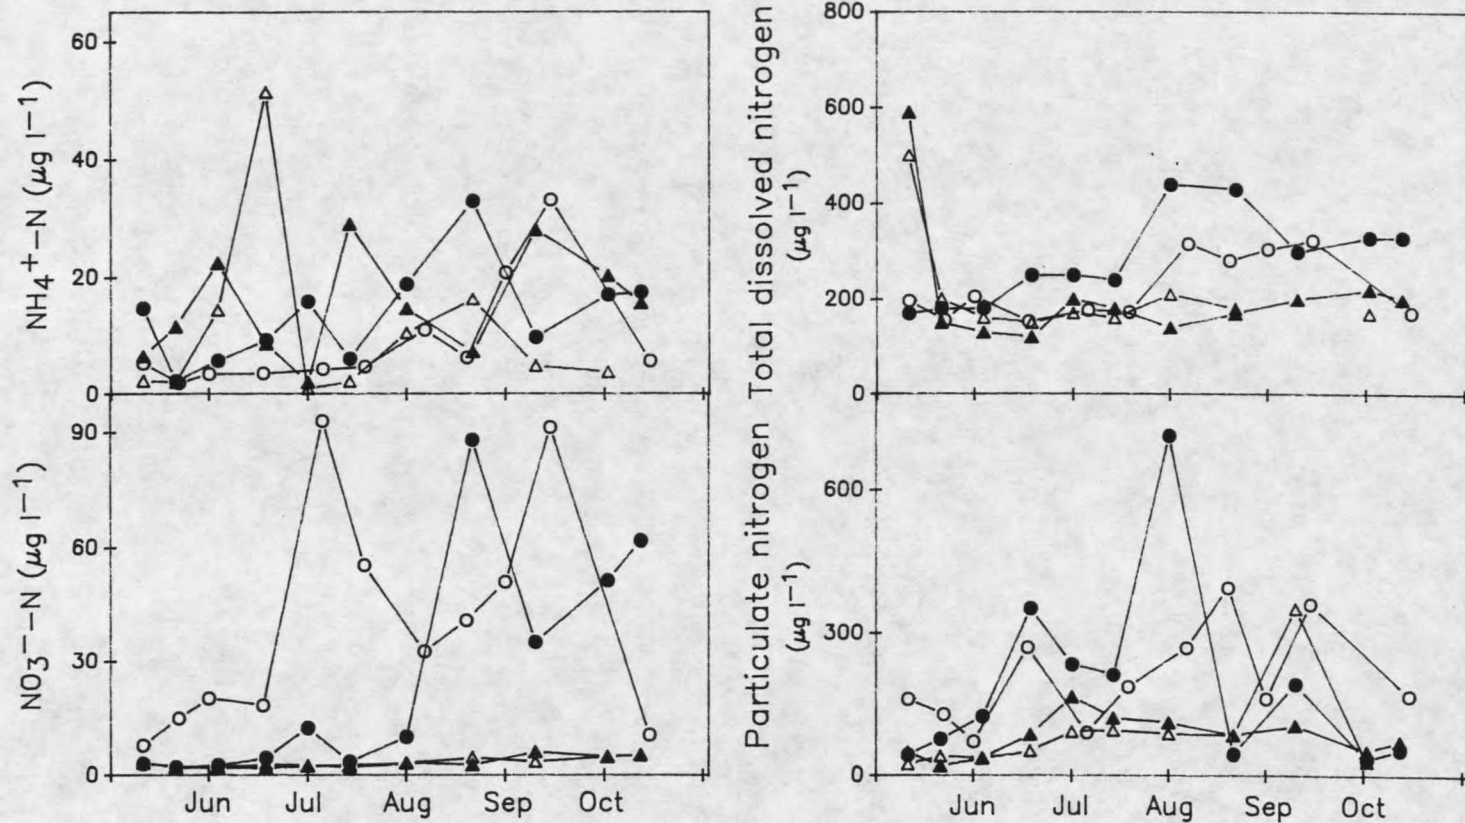 NH₄⁺–N (μg l⁻¹)
60
40
20
0
Total dissolved nitrogen
(μg l⁻¹)
800
600
400
200
0
NO₃⁻–N (μg l⁻¹)
90
60
30
0
Jun Jul Aug Sep Oct
Particulate nitrogen
(μg l⁻¹)
600
300
0
Jun Jul Aug Sep Oct